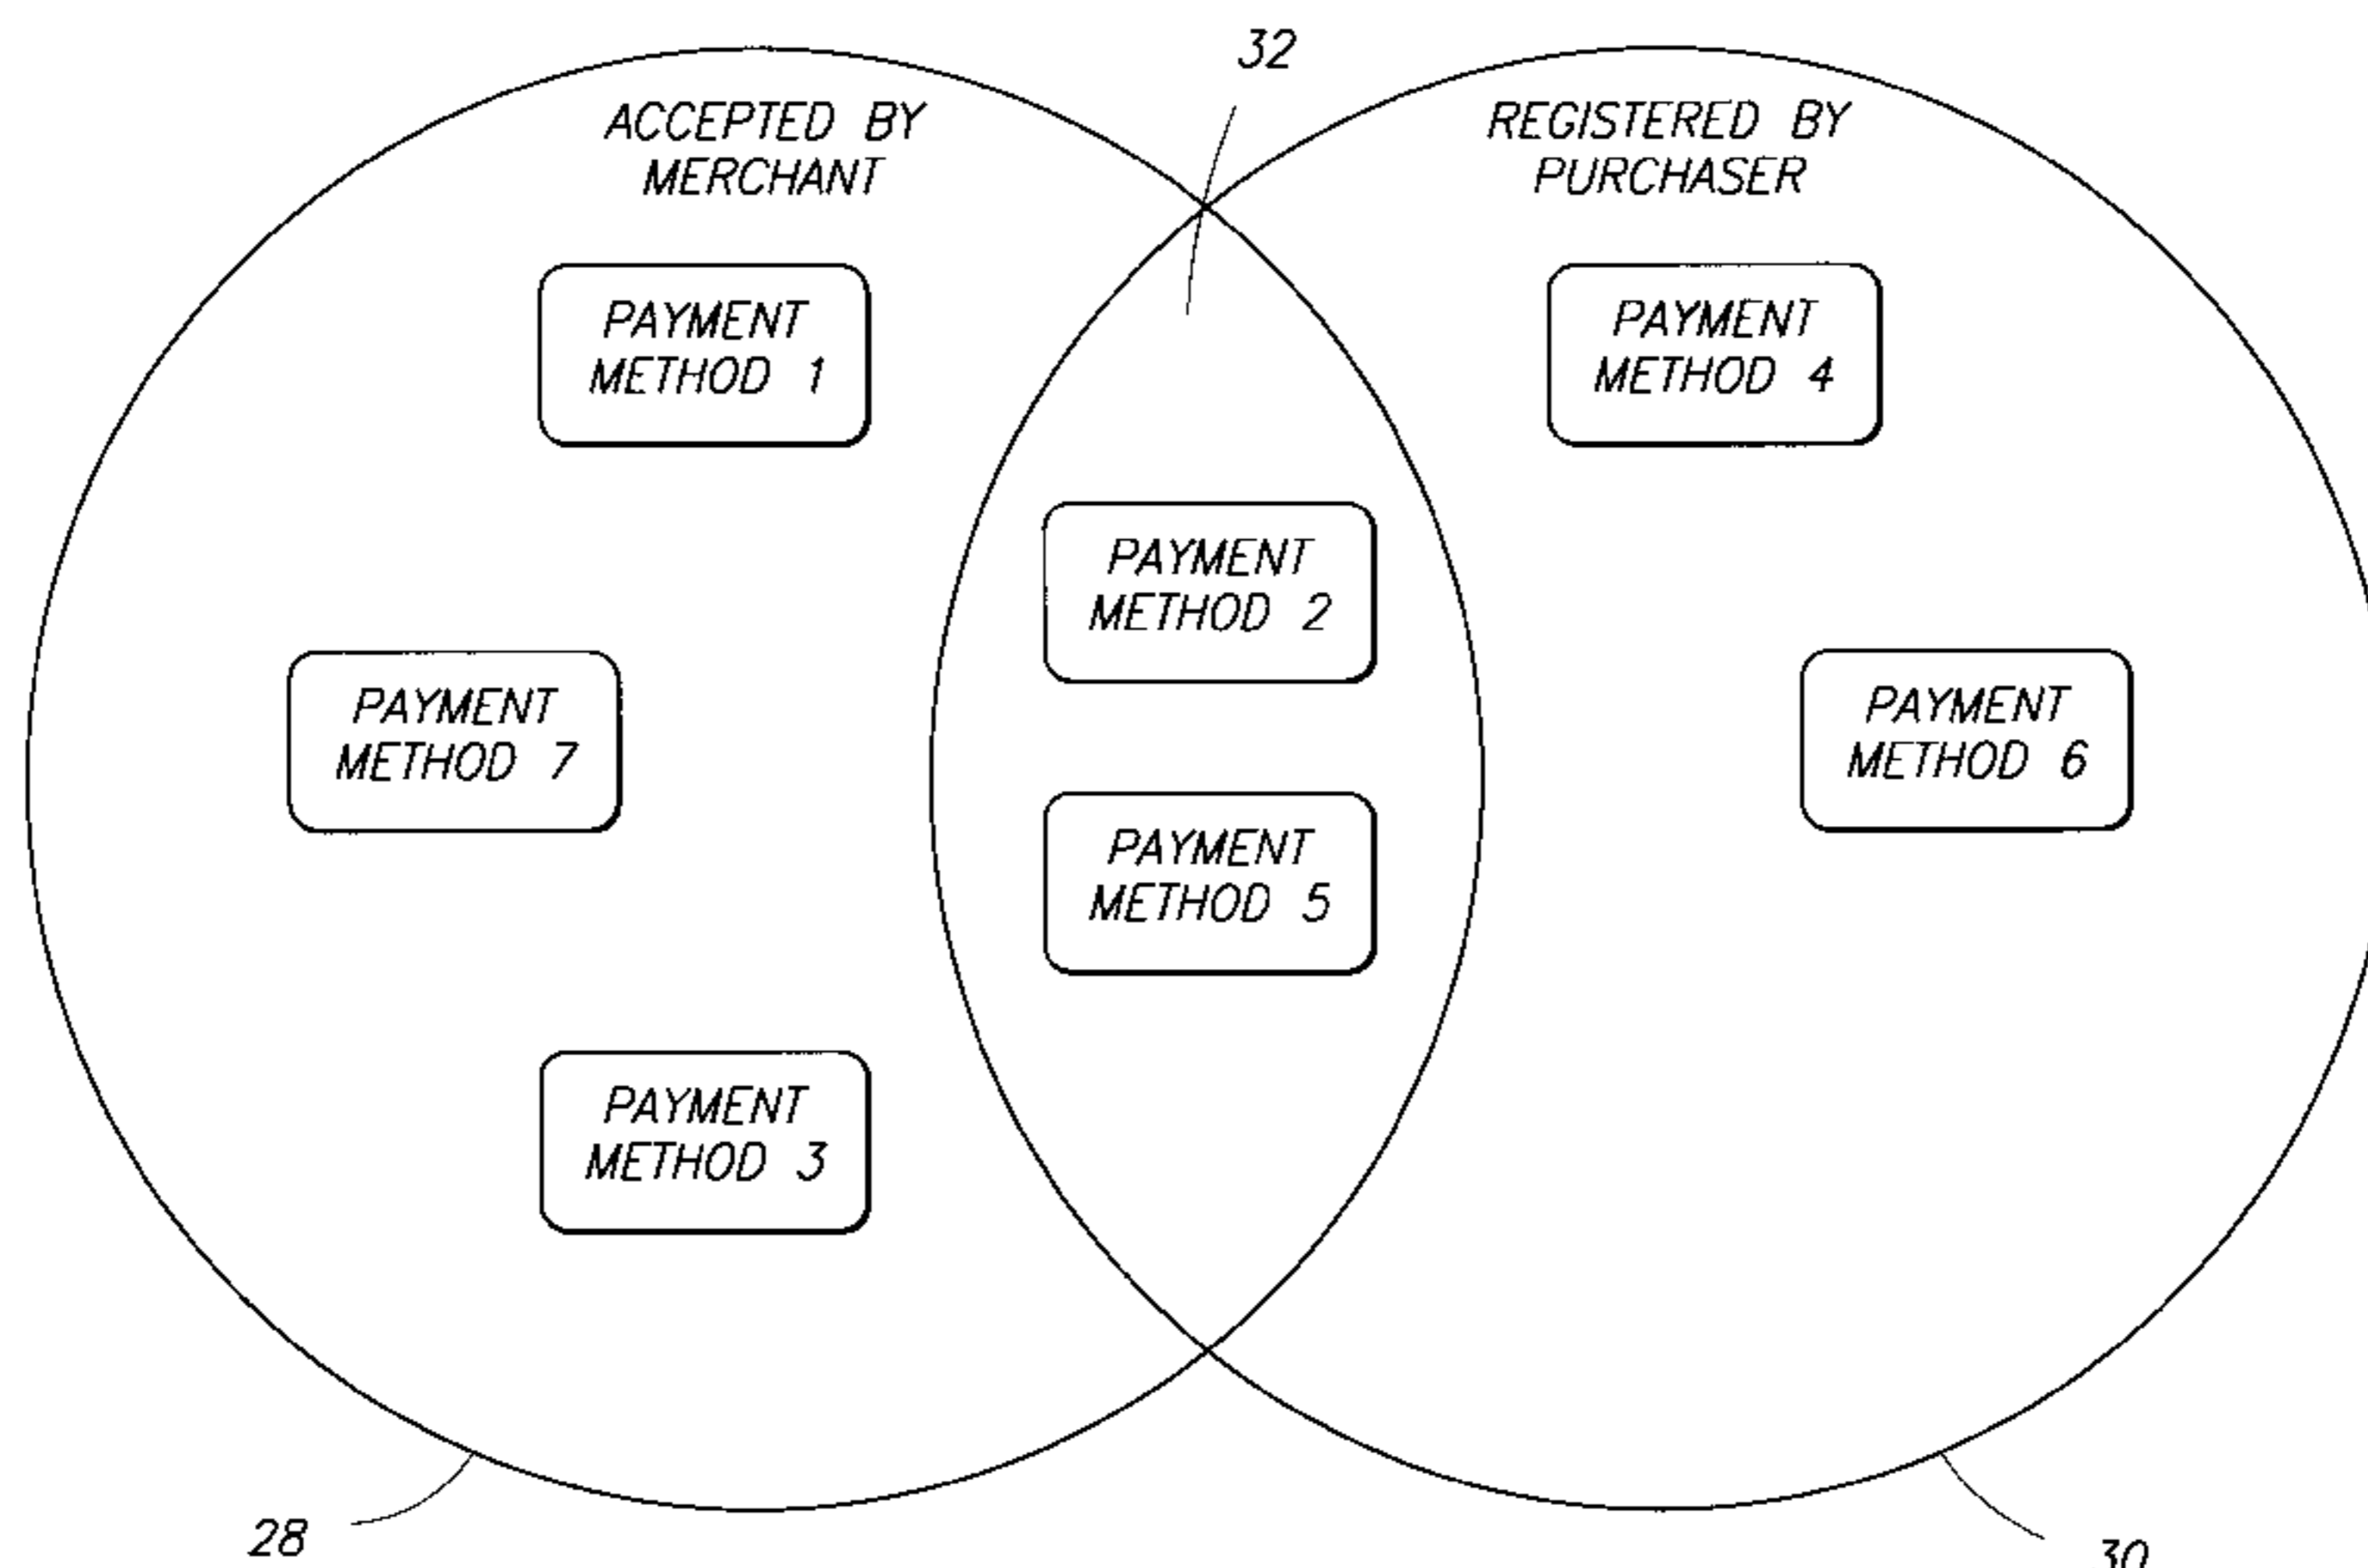 32
ACCEPTED BY
MERCHANT
REGISTERED BY
PURCHASER
PAYMENT
METHOD 1
PAYMENT
METHOD 4
PAYMENT
METHOD 2
PAYMENT
METHOD 7
PAYMENT
METHOD 6
PAYMENT
METHOD 5
PAYMENT
METHOD 3
28
30